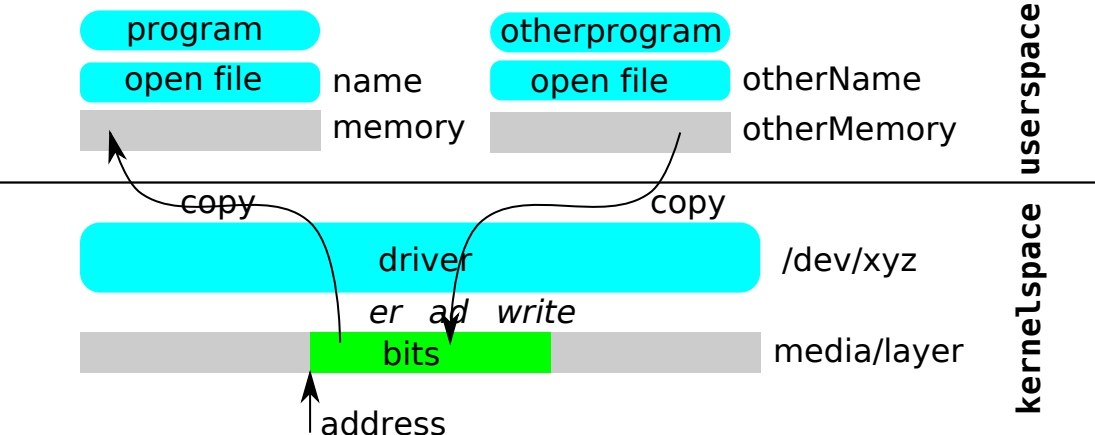 program
otherprogram
open file
name
open file
otherName
memory
otherMemory
userspace
copy
copy
driver
/dev/xyz
er ad write
bits
media/layer
kernelspace
address